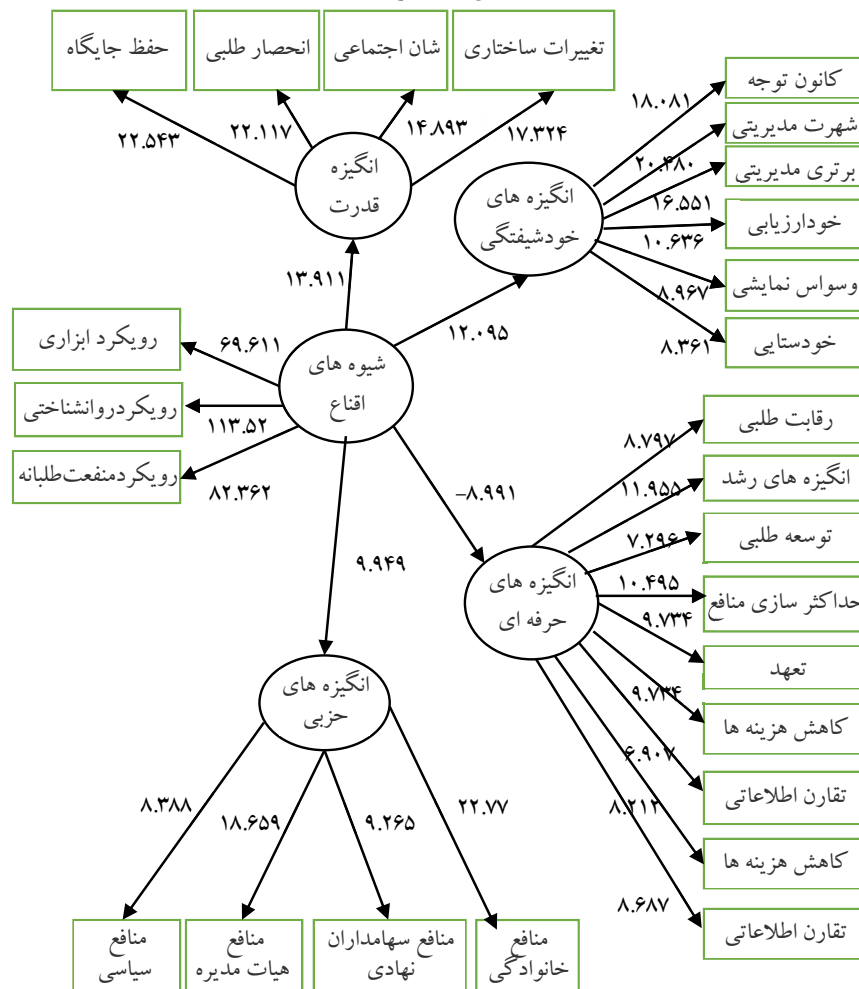 حفظ جایگاه
انحصار طلبی
شان اجتماعی
تغییرات ساختاری
۲۲.۵۴۳
۲۲.۱۱۷
۱۴.۸۹۳
۱۷.۳۲۴
انگیزه
قدرت
کانون توجه
شهرت مدیریتی
برتری مدیریتی
خودارزیابی
وسواس نمایشی
خودستایی
۱۸.۰۸۱
۲۰.۴۸۰
۱۶.۵۵۱
۱۰.۶۳۶
۸.۹۶۷
۸.۳۶۱
انگیزه های
خودشیفتگی
۱۳.۹۱۱
۱۲.۰۹۵
شیوه های
اقناع
رویکرد ابزاری
رویکردروانشناختی
رویکردمنفعت‌طلبانه
۶۹.۶۱۱
۱۱۳.۵۲
۸۲.۳۶۲
–۸.۹۹۱
۹.۹۴۹
انگیزه های
حرفه ای
رقابت طلبی
انگیزه های رشد
توسعه طلبی
حداکثر سازی منافع
تعهد
کاهش هزینه ها
تقارن اطلاعاتی
کاهش هزینه ها
تقارن اطلاعاتی
۸.۷۹۷
۱۱.۹۵۵
۷.۲۹۶
۱۰.۴۹۵
۹.۷۳۴
۹.۷۳۴
۶.۹۰۷
۸.۲۱۲
۸.۶۸۷
انگیزه های
حزبی
۸.۳۸۸
۱۸.۶۵۹
۹.۲۶۵
۲۲.۷۷
منافع
سیاسی
منافع
هیات مدیره
منافع سهامداران
نهادی
منافع
خانوادگی